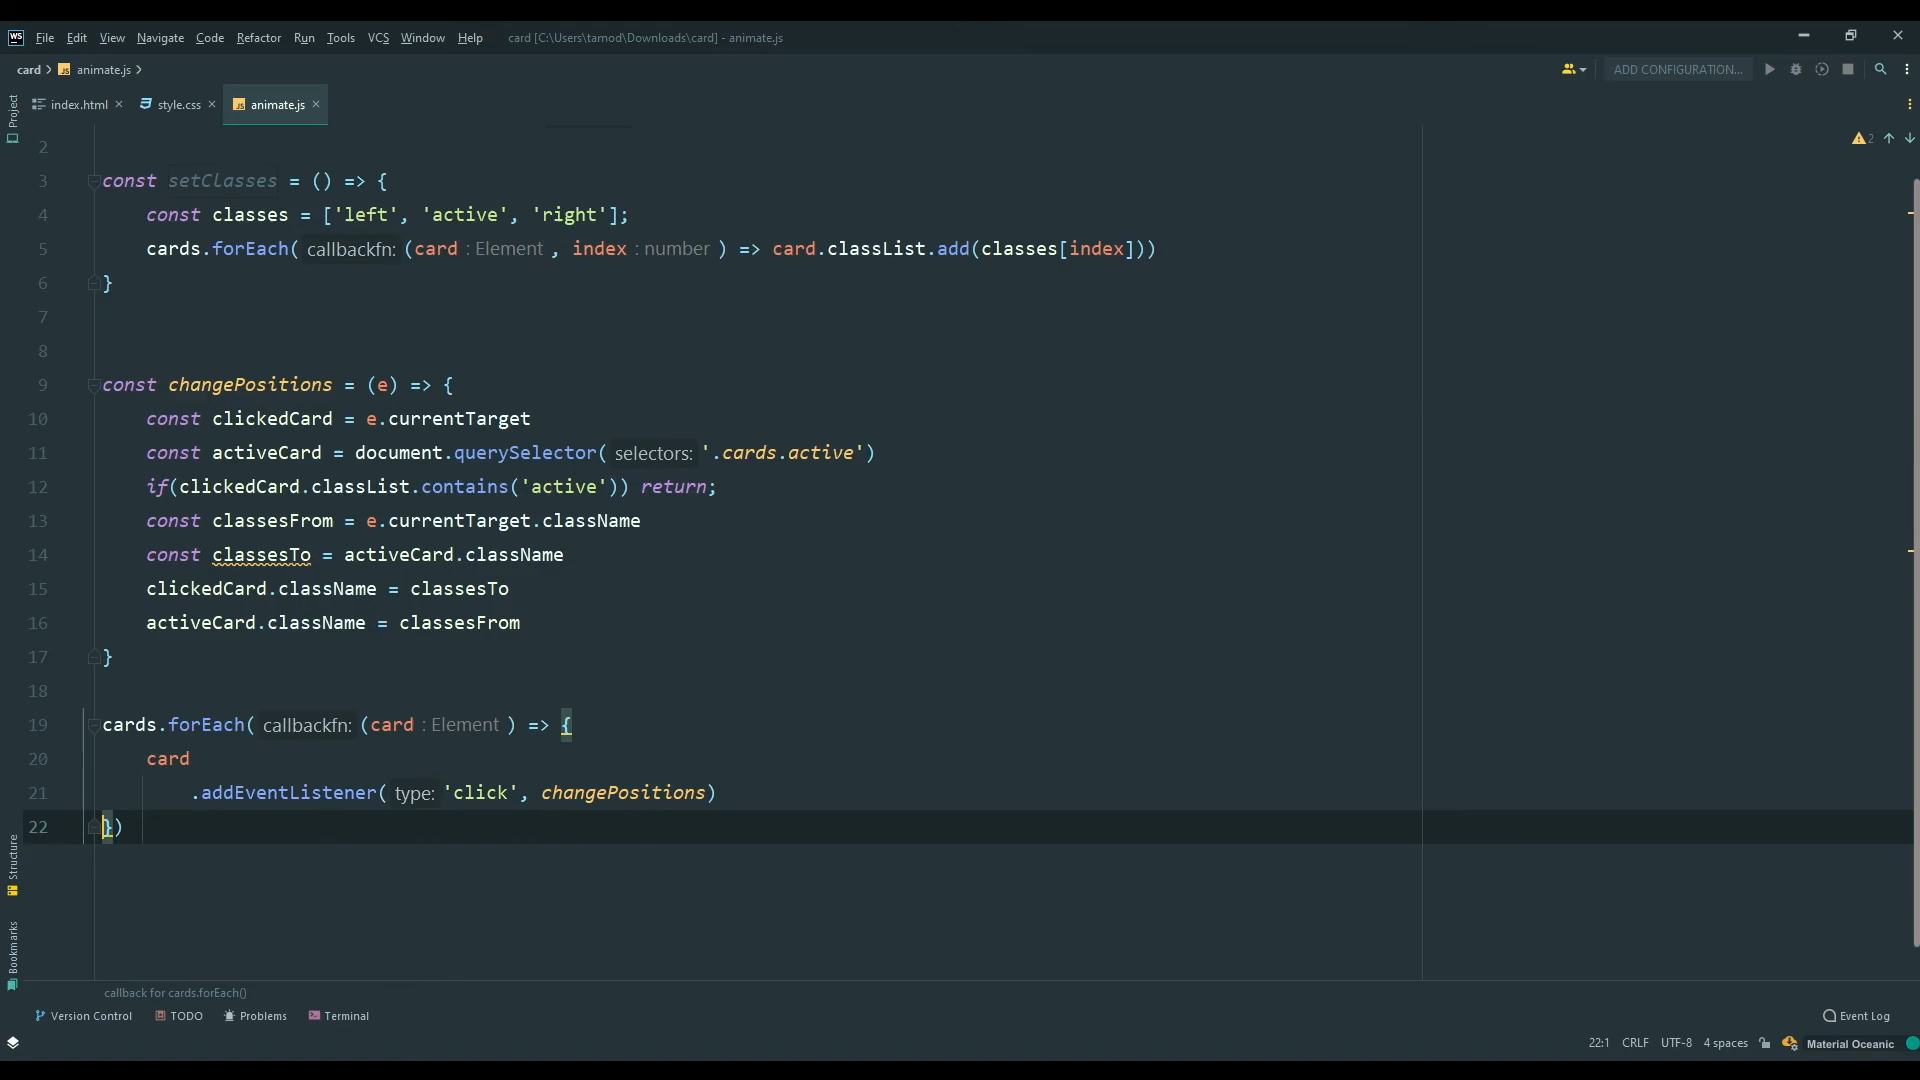 WS File Edit View Navigate Code Refactor Run Tools VCS Window Help card [C:\Users\tamod\Downloads\card] - animate.js
card animate.js ADD CONFIGURATION...
Project
index.html style.css JS animate.js
2
2
3 const setClasses = () => {
4 const classes = ['left', 'active', 'right'];
5 cards.forEach( callbackfn: (card : Element , index : number ) => card.classList.add(classes[index]))
6 }
7
8
9 const changePositions = (e) => {
10 const clickedCard = e.currentTarget
11 const activeCard = document.querySelector( selectors: '.cards.active')
12 if(clickedCard.classList.contains('active')) return;
13 const classesFrom = e.currentTarget.className
14 const classesTo = activeCard.className
15 clickedCard.className = classesTo
16 activeCard.className = classesFrom
17 }
18
19 cards.forEach( callbackfn: (card : Element ) => {
20 card
21 .addEventListener( type: 'click', changePositions)
22 })
Structure
Bookmarks
callback for cards.forEach()
Version Control TODO Problems Terminal Event Log
22:1 CRLF UTF-8 4 spaces Material Oceanic